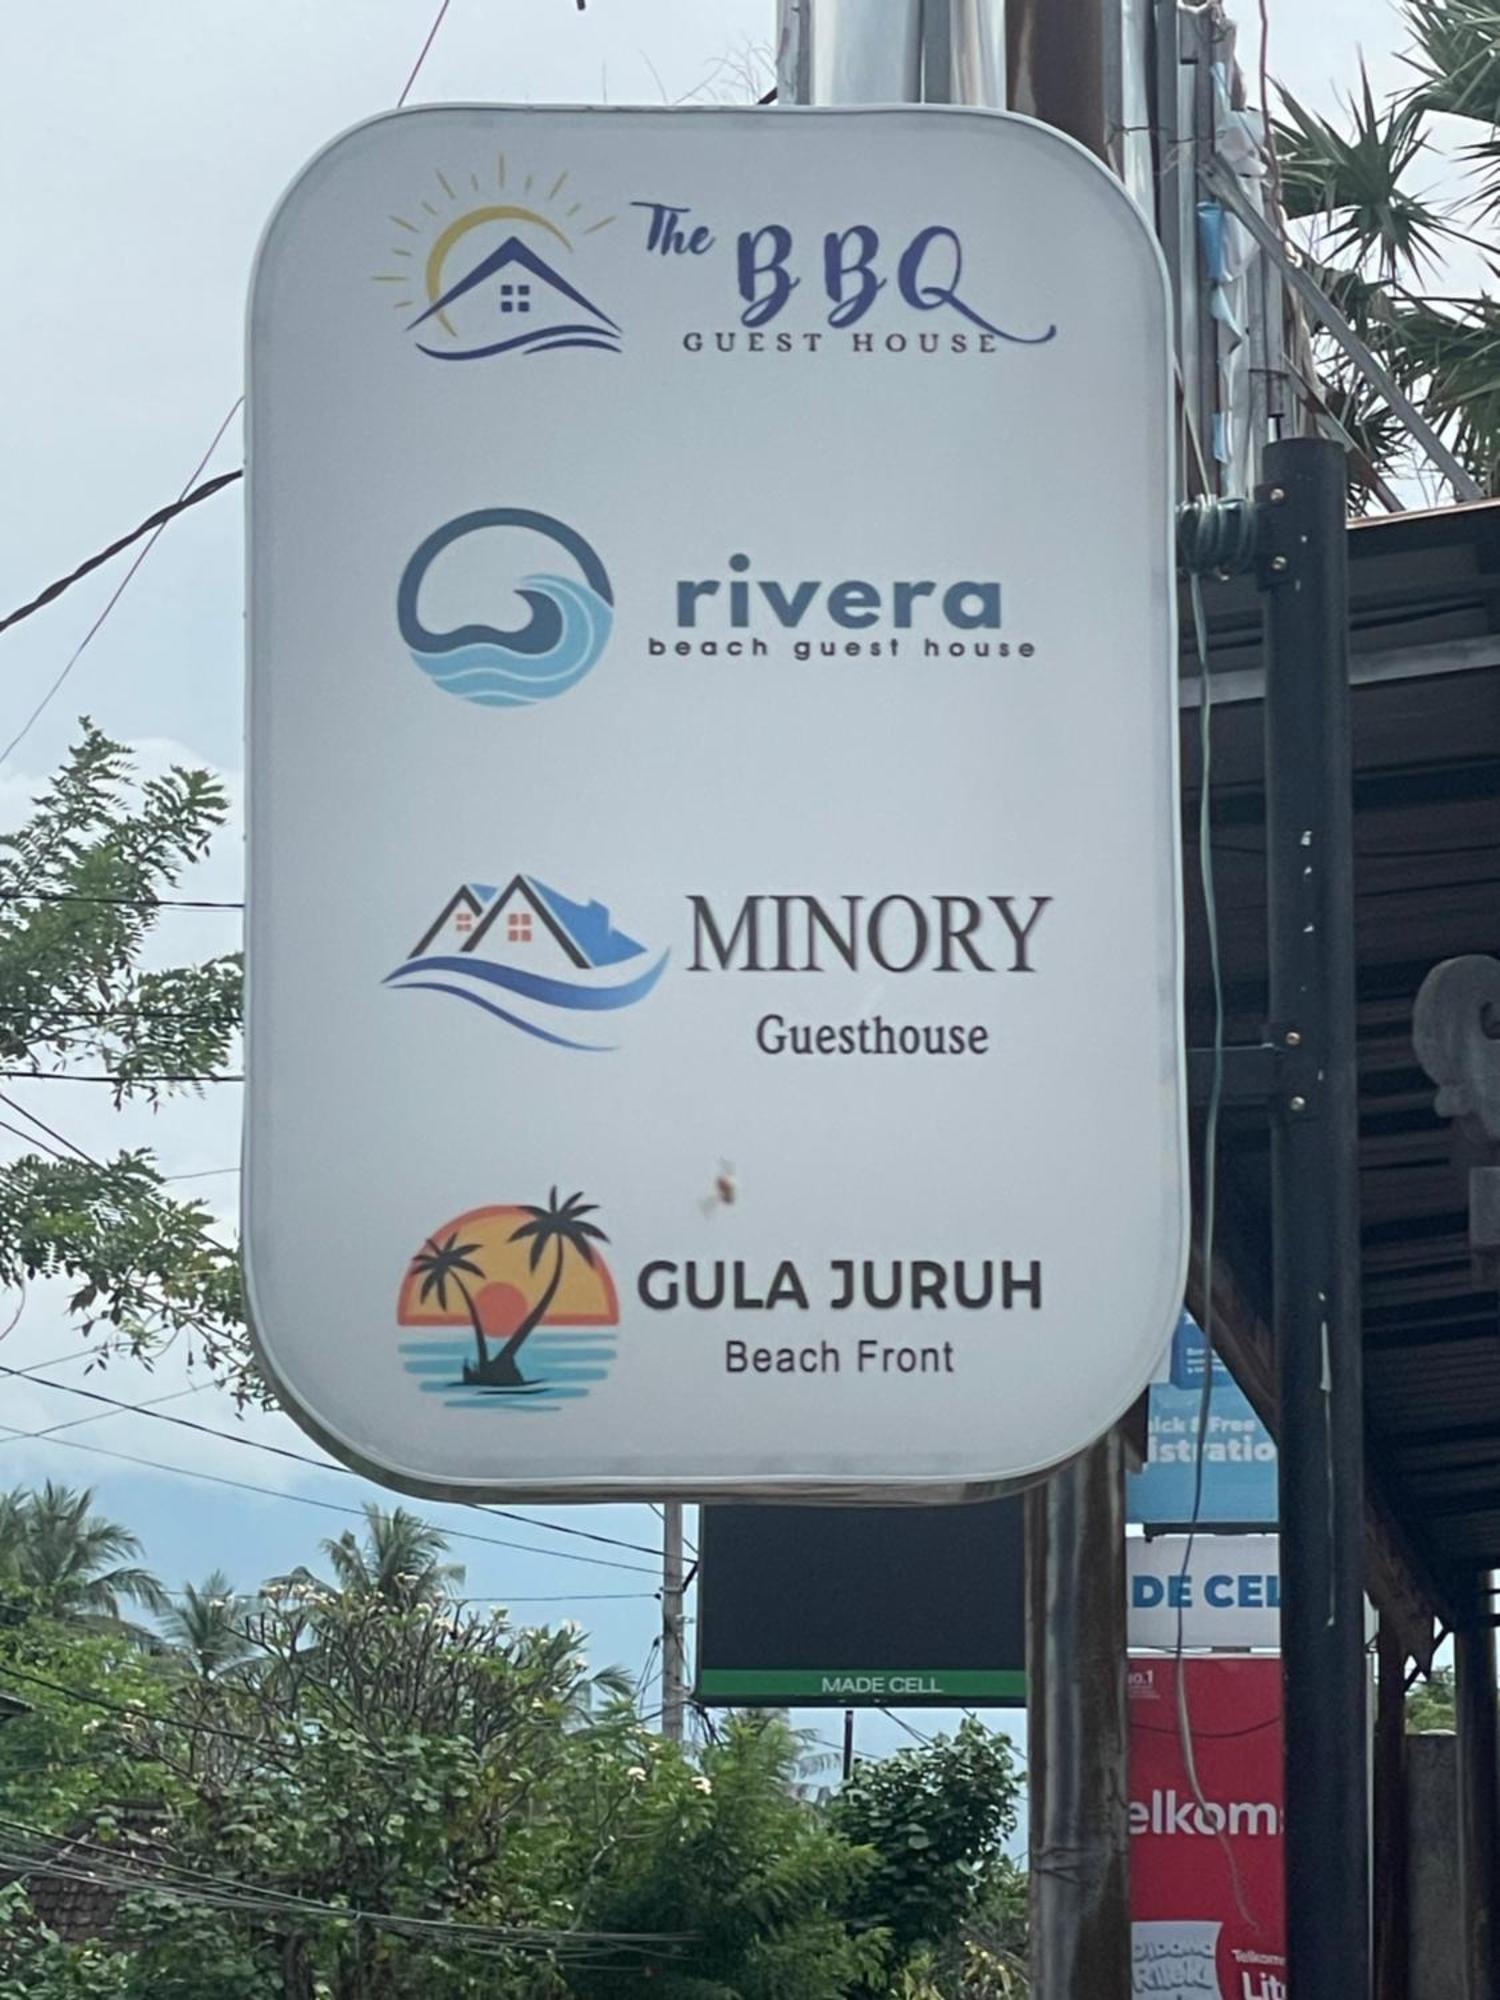 The BBQ
GUEST HOUSE
rivera
beach guest house
MINORY
Guesthouse
GULA JURUH
Beach Front
MADE CELL
DE CEL
elkom